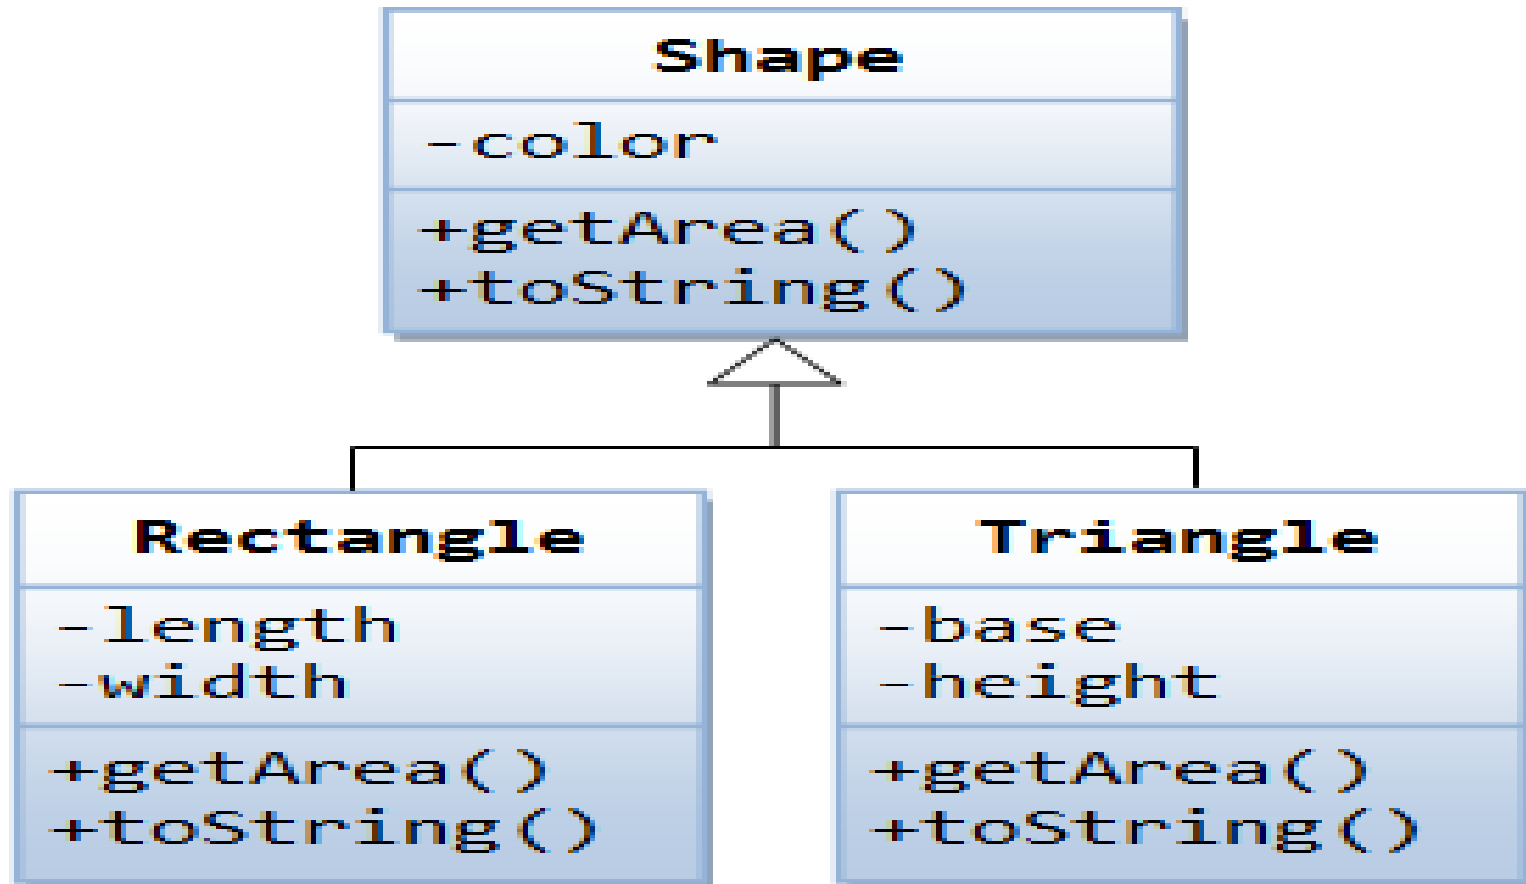 Shape
-color
+getArea()
+toString()
Rectangle
-length
-width
+getArea()
+toString()
Triangle
-base
-height
+getArea()
+toString()